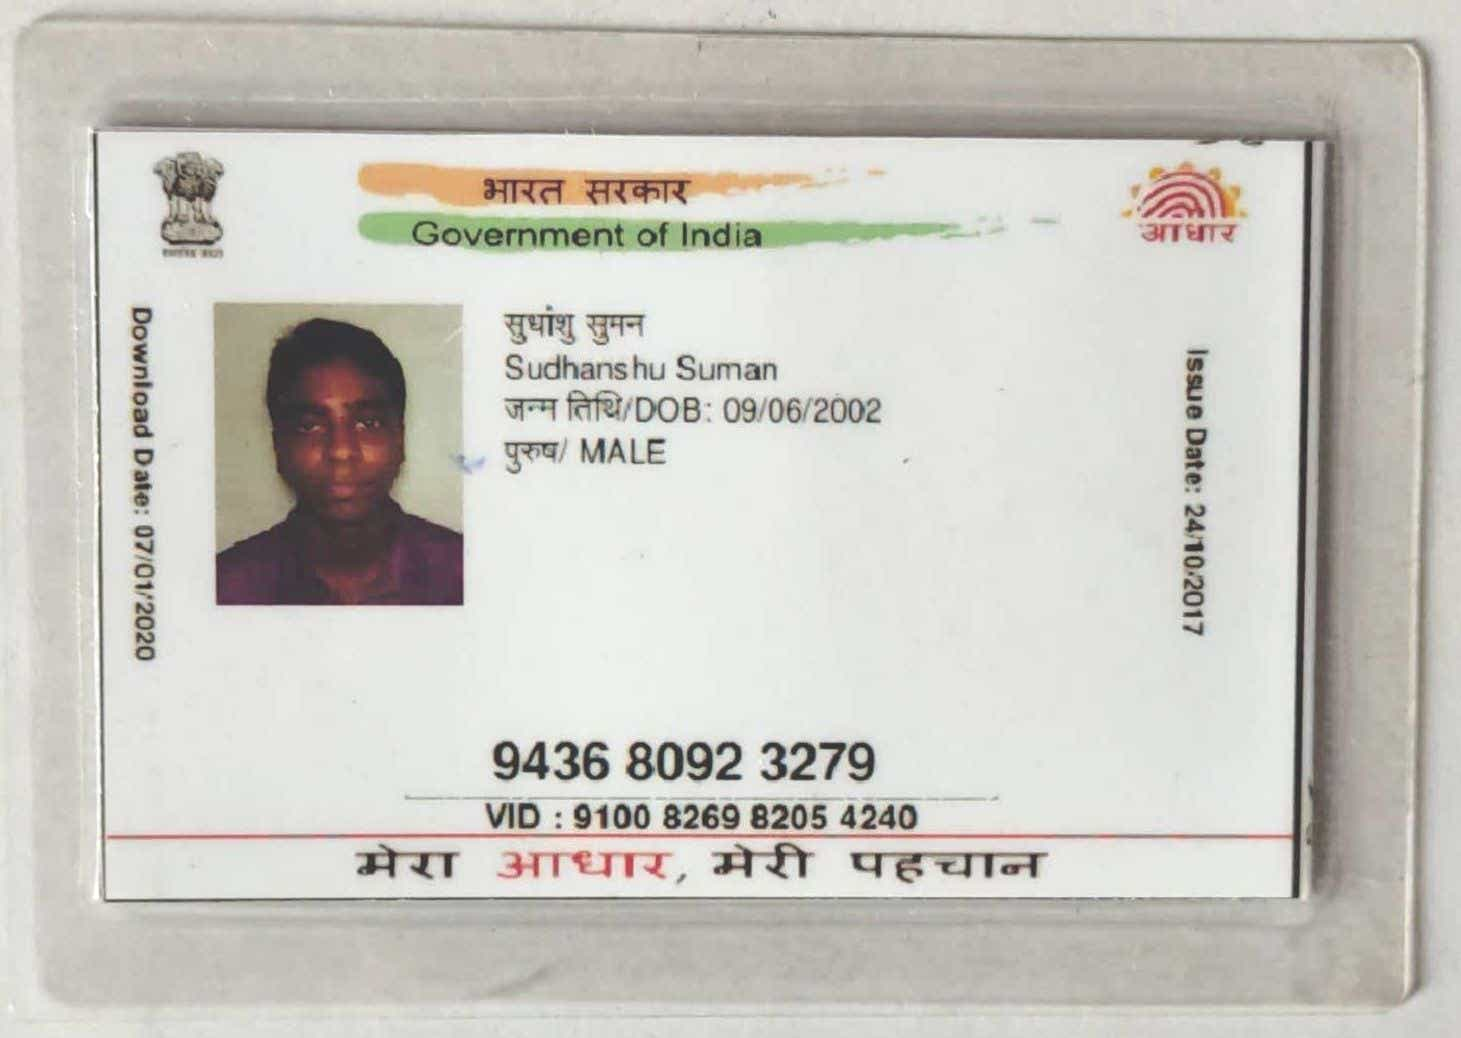 भारत सरकार
Government of India
आधार
Download Date: 07/01/2020
सुधांशु सुमन
Sudhanshu Suman
जन्म तिथि/DOB: 09/06/2002
पुरुष/ MALE
Issue Date: 24/10/2017
9436 8092 3279
VID : 9100 8269 8205 4240
मेरा आधार, मेरी पहचान